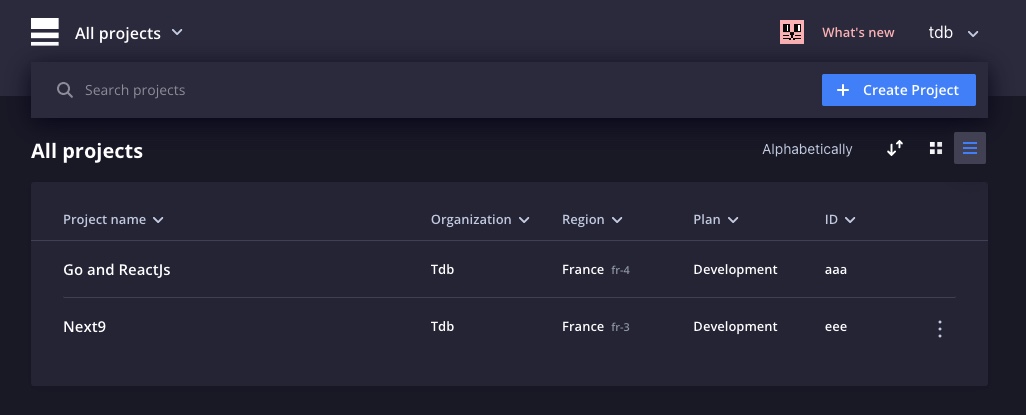 All projects
What's new
tdb
Search projects
+ Create Project
All projects
Alphabetically
Project name Organization Region Plan ID
Go and ReactJs Tdb France fr-4 Development aaa
Next9 Tdb France fr-3 Development eee